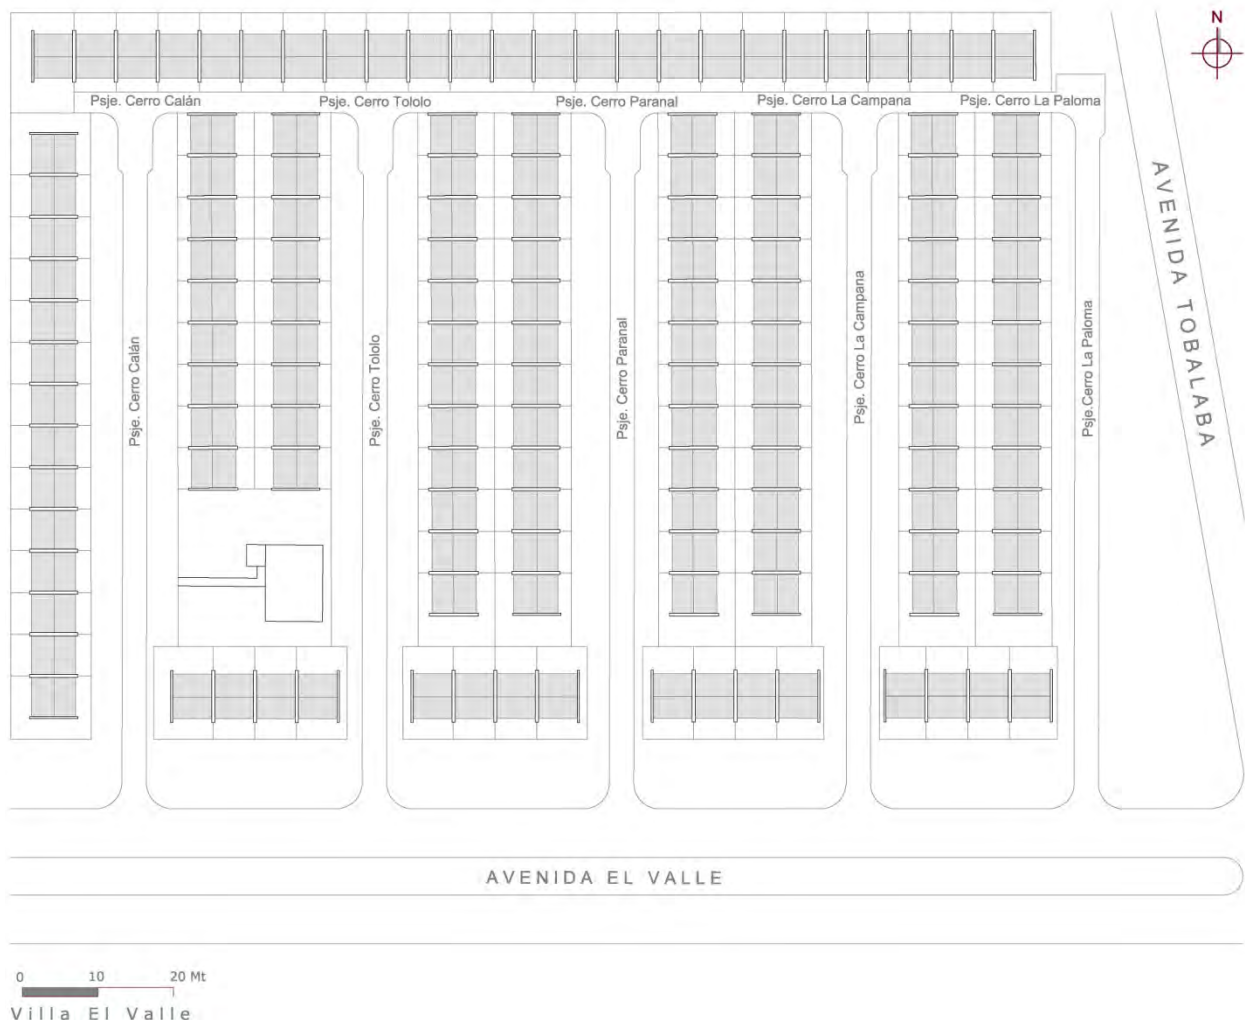 N
Psje. Cerro Calán
Psje. Cerro Tololo
Psje. Cerro Paranal
Psje. Cerro La Campana
Psje. Cerro La Paloma
AVENIDA TOBALABA
Psje. Cerro Calán
Psje. Cerro Tololo
Psje. Cerro Paranal
Psje. Cerro La Campana
Psje.Cerro La Paloma
AVENIDA EL VALLE
0 10 20 Mt
Villa El Valle